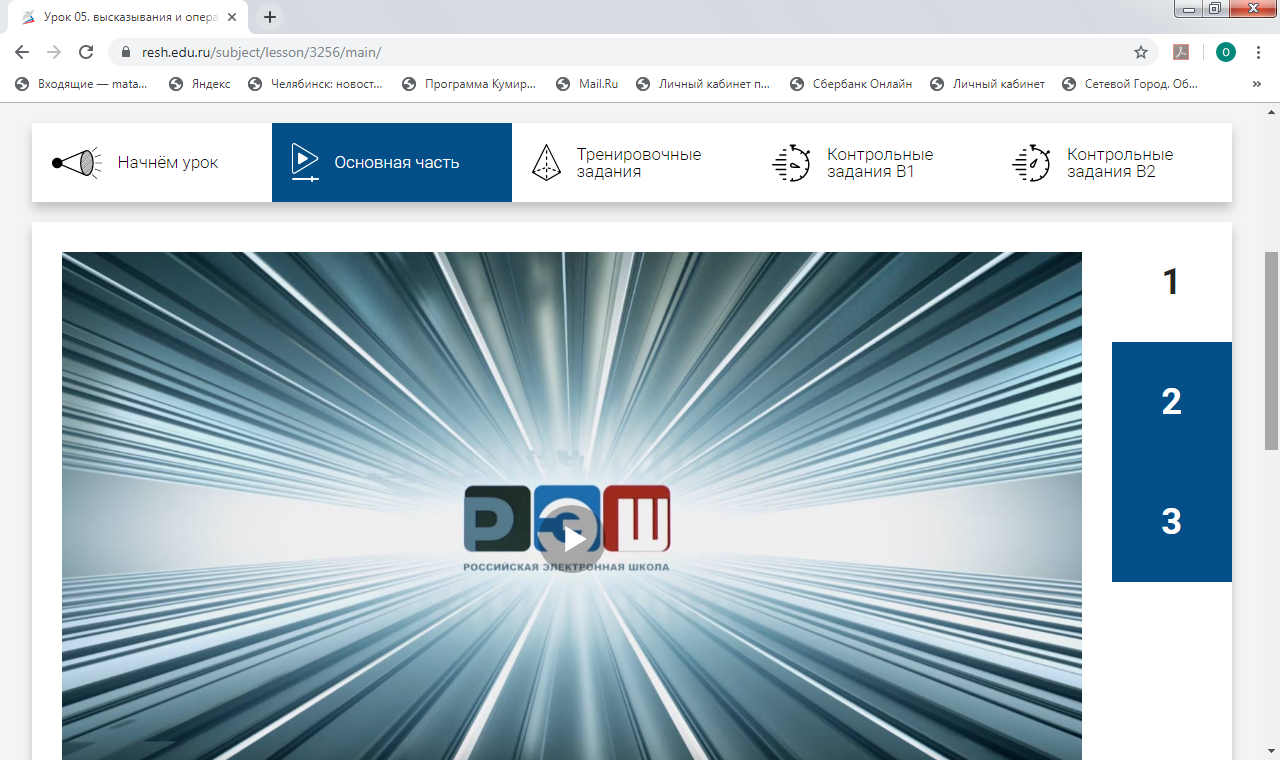 Урок 05. высказывания и опера
resh.edu.ru/subject/lesson/3256/main/
O
Входящие — mata...
Яндекс
Челябинск: новост...
Программа Кумир...
Mail.Ru
Личный кабинет п...
Сбербанк Онлайн
Личный кабинет
Сетевой Город. Об...
»
Начнём урок
Основная часть
Тренировочные
задания
Контрольные
задания В1
Контрольные
задания В2
1
2
3
РЭШ
РОССИЙСКАЯ ЭЛЕКТРОННАЯ ШКОЛА